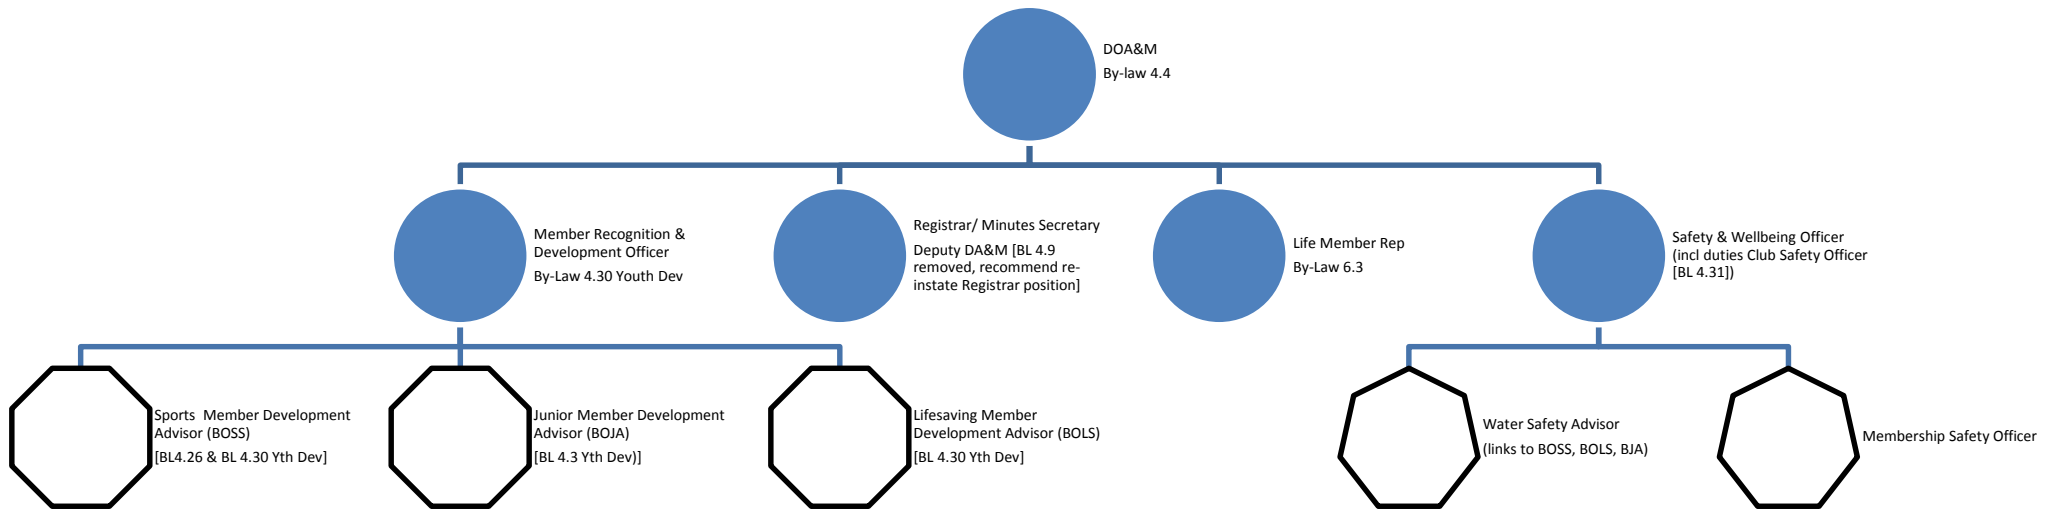 DOA&M
By-law 4.4
Member Recognition &
Development Officer
By-Law 4.30 Youth Dev
Registrar/ Minutes Secretary
Deputy DA&M [BL 4.9
removed, recommend re-
instate Registrar position]
Life Member Rep
By-Law 6.3
Safety & Wellbeing Officer
(incl duties Club Safety Officer
[BL 4.31])
Sports  Member Development
Advisor (BOSS)
[BL4.26 & BL 4.30 Yth Dev]
Junior Member Development
Advisor (BOJA)
[BL 4.3 Yth Dev)]
Lifesaving Member
Development Advisor (BOLS)
[BL 4.30 Yth Dev]
Water Safety Advisor
(links to BOSS, BOLS, BJA)
Membership Safety Officer